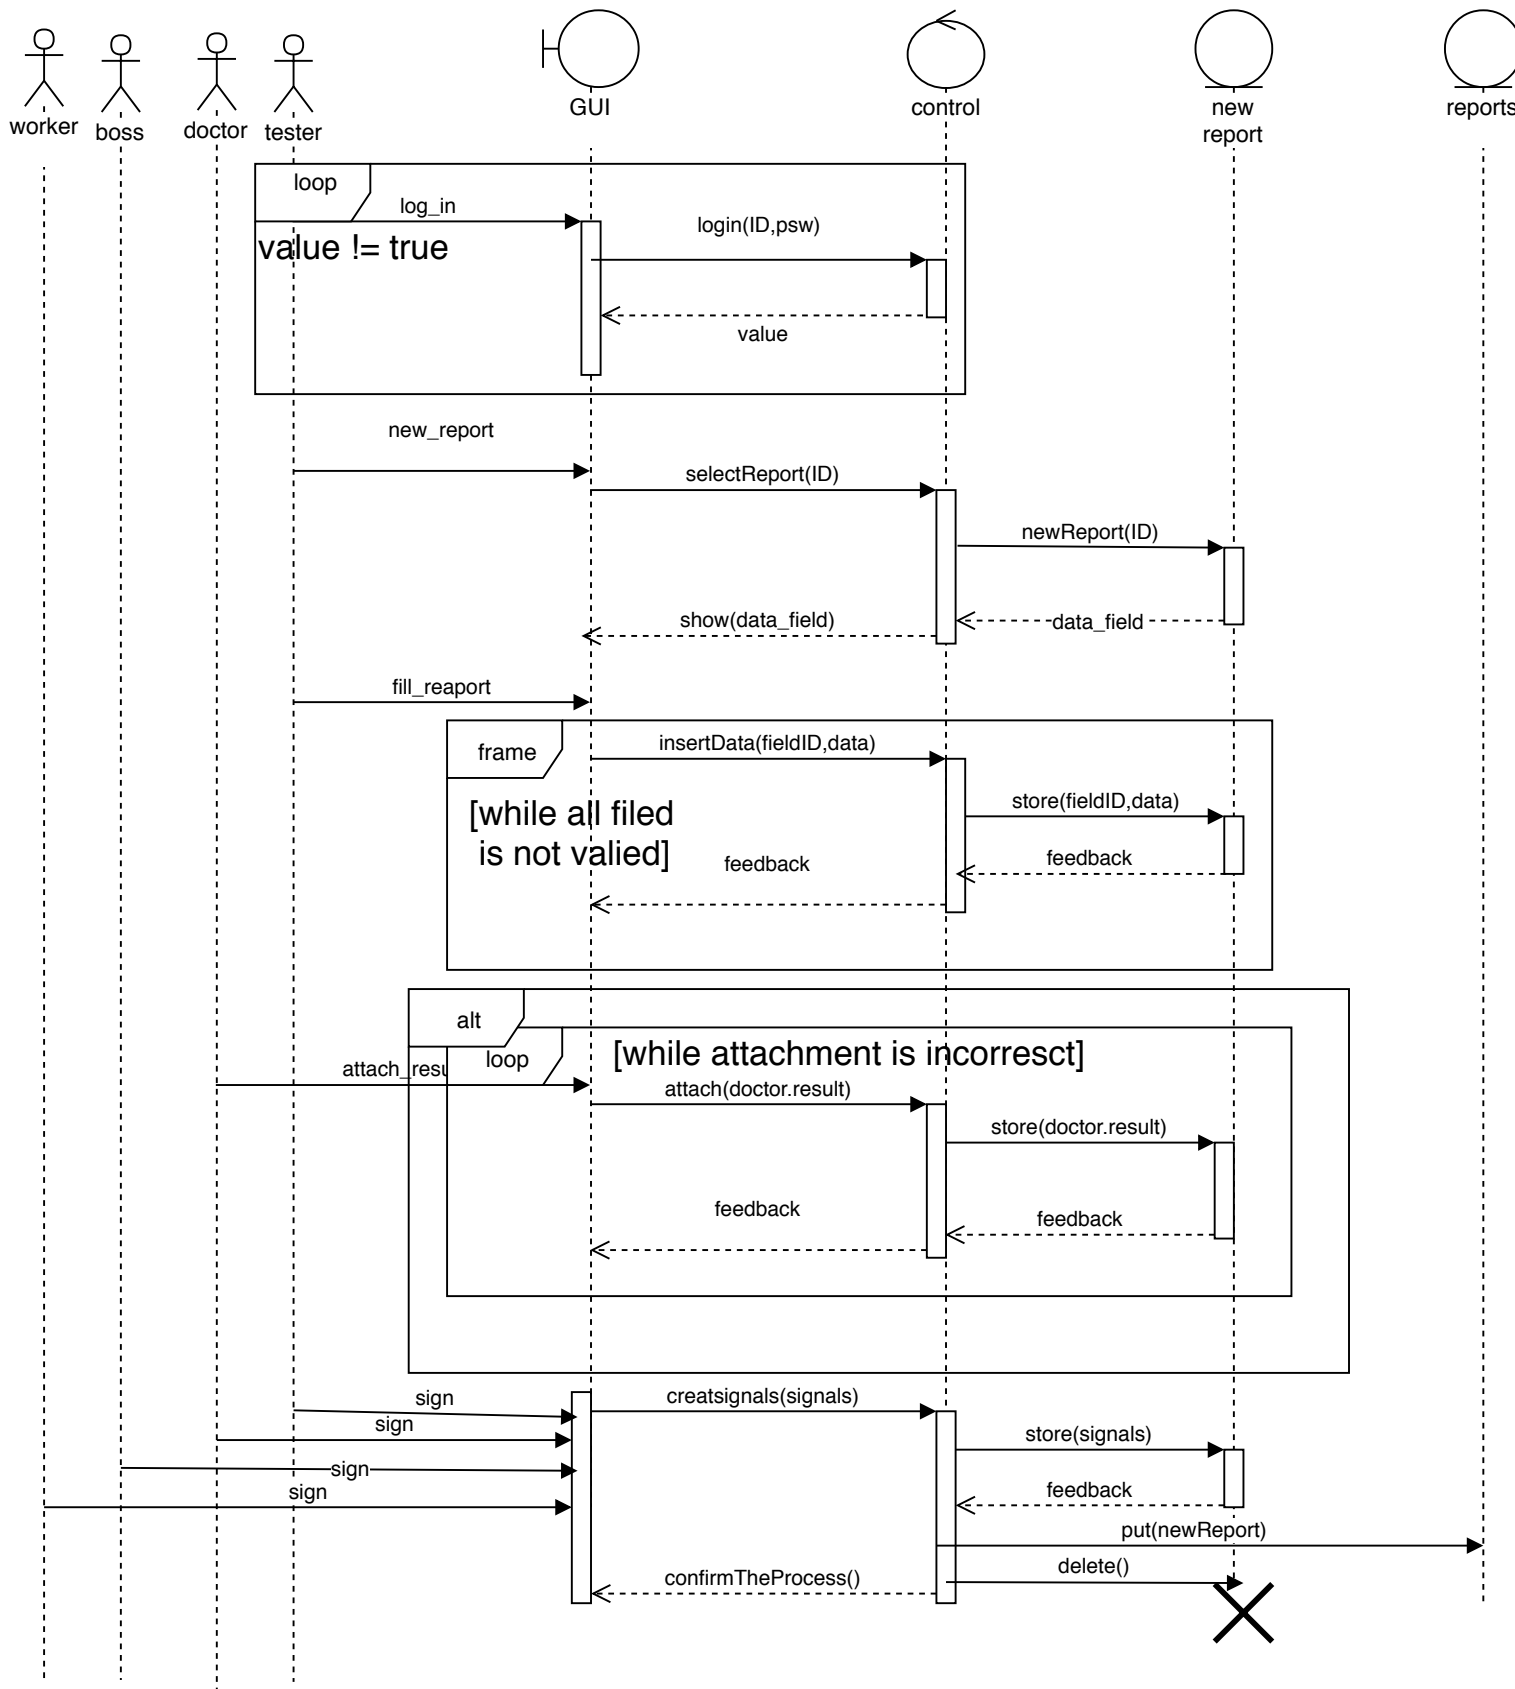 worker
boss
doctor
tester
GUI
control
new
report
reports
loop
log_in
value != true
login(ID,psw)
value
new_report
selectReport(ID)
newReport(ID)
show(data_field)
data_field
fill_reaport
frame
insertData(fieldID,data)
[while all filed
is not valied]
store(fieldID,data)
feedback
feedback
alt
loop
[while attachment is incorresct]
attach_resu
attach(doctor.result)
store(doctor.result)
feedback
feedback
sign
creatsignals(signals)
sign
store(signals)
sign
sign
feedback
put(newReport)
delete()
confirmTheProcess()